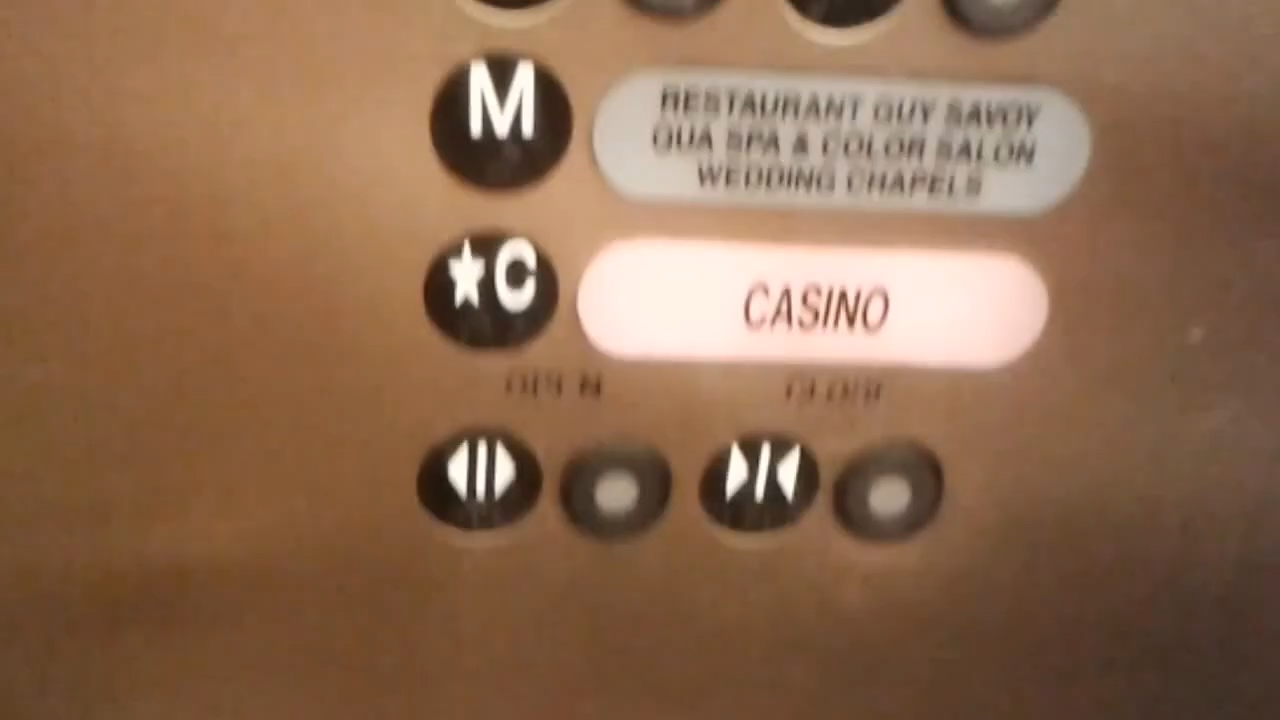 M
RESTAURANT GUY SAVOY
QUA SPA & COLOR SALON
WEDDING CHAPELS
★C
CASINO
OPEN
CLOSE